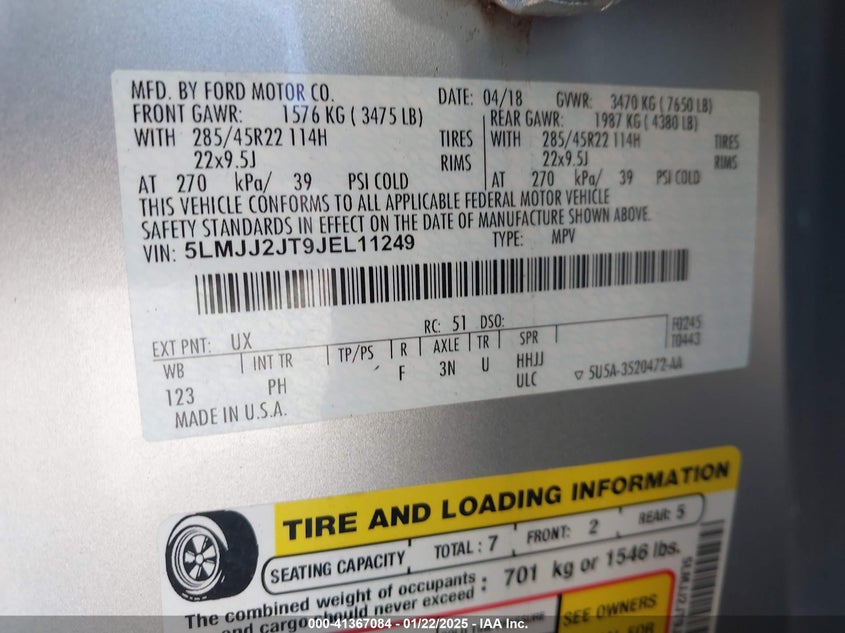 MFD. BY FORD MOTOR CO. DATE: 04/18 GVWR: 3470 KG ( 7650 LB)
FRONT GAWR: 1576 KG ( 3475 LB) REAR GAWR: 1987 KG ( 4380 LB)
WITH 285/45R22 114H TIRES WITH 285/45R22 114H TIRES
22x9.5J RIMS 22x9.5J RIMS
AT 270 kPa/ 39 PSI COLD AT 270 kPa/ 39 PSI COLD
THIS VEHICLE CONFORMS TO ALL APPLICABLE FEDERAL MOTOR VEHICLE
SAFETY STANDARDS IN EFFECT ON THE DATE OF MANUFACTURE SHOWN ABOVE.
VIN: 5LMJJ2JT9JEL11249 TYPE: MPV
EXT PNT: UX RC: 51 DSO: F0245
WB INT TR TP/PS R AXLE TR SPR T0443
123 PH F 3N U HHJJ
ULC ▽ 5U5A-3520472-AA
MADE IN U.S.A.
TIRE AND LOADING INFORMATION
SEATING CAPACITY TOTAL : 7 FRONT: 2 REAR: 5
The combined weight of occupants : 701 kg or 1546 lbs.
and cargo should never exceed
SEE OWNERS
FOR
000-41367084 - 01/22/2025 - IAA Inc.